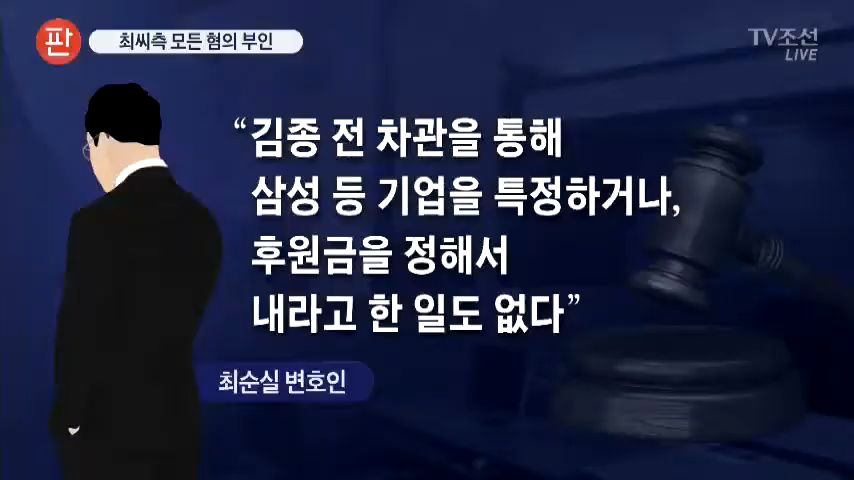 판
최씨측 모든 혐의 부인
TV조선
LIVE
“김종 전 차관을 통해
삼성 등 기업을 특정하거나,
후원금을 정해서
내라고 한 일도 없다”
최순실 변호인